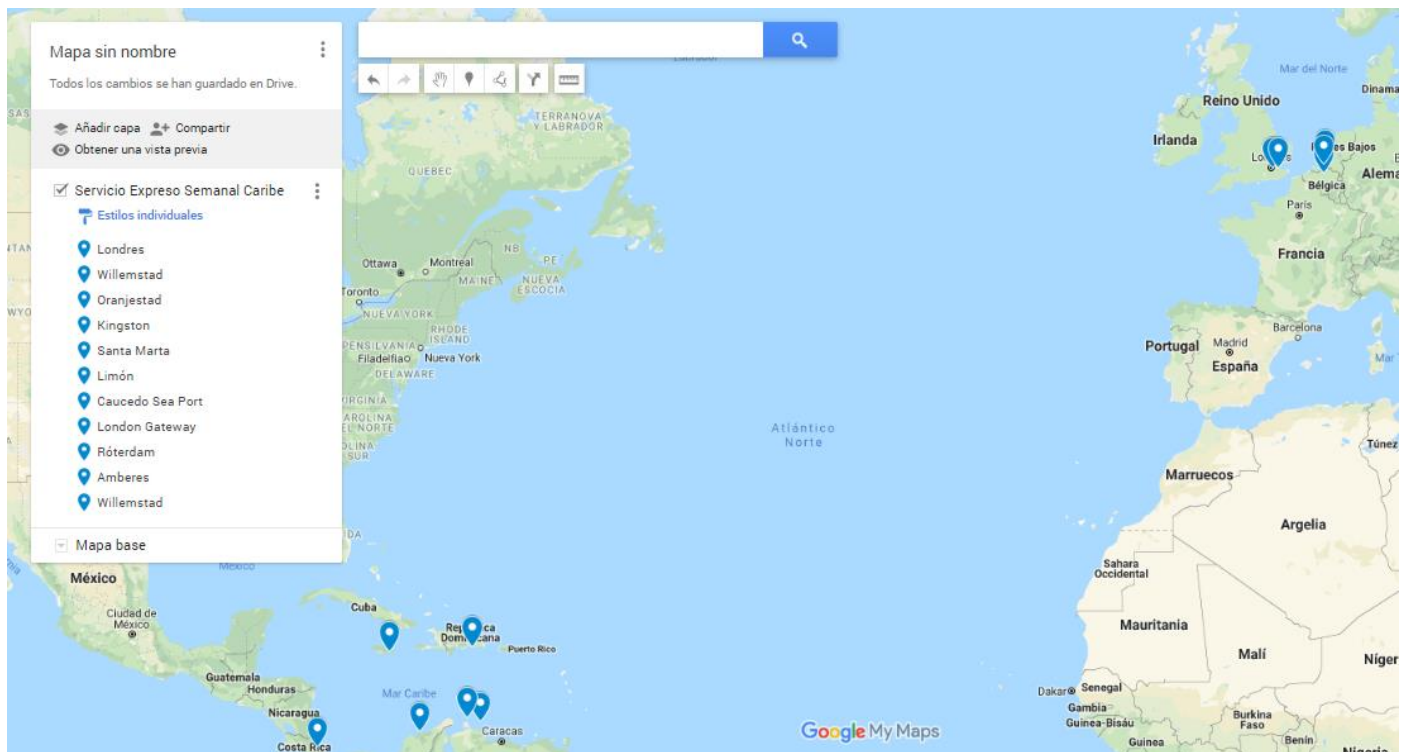 Mapa sin nombre
Todos los cambios se han guardado en Drive.
Añadir capa Compartir
Obtener una vista previa
Servicio Expreso Semanal Caribe
Estilos individuales
Londres
Willemstad
Oranjestad
Kingston
Santa Marta
Limón
Caucedo Sea Port
London Gateway
Róterdam
Amberes
Willemstad
Mapa base
TERRANOVA
Y LABRADOR
QUEBEC
NB
PE
Ottawa
Montreal
MAINE
NUEVA
ESCOCIA
Toronto
NUEVA YORK
RHODE
ISLAND
PENSILVANIA
Filadelfia
Nueva York
DELAWARE
Atlántico
Norte
Mar del Norte
Reino Unido
Irlanda
Bélgica
París
Francia
Barcelona
Portugal
Madrid
España
Marruecos
Argelia
Sahara
Occidental
Mauritania
Malí
Dakar
Senegal
Gambia
Guinea-Bisáu
Guinea
Burkina
Faso
Benín
México
Ciudad de
México
Cuba
Puerto Rico
Guatemala
Honduras
Mar Caribe
Nicaragua
Caracas
Costa Rica
Google My Maps